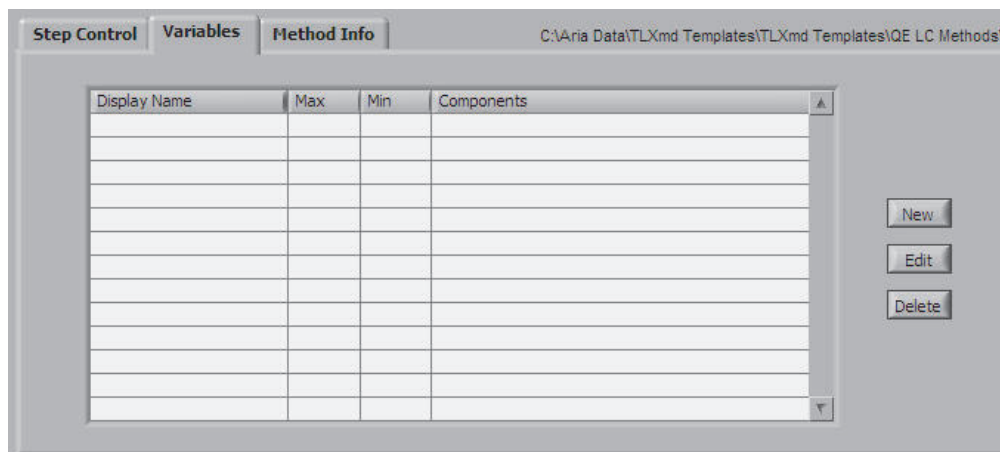 Step Control Variables Method Info C:\Aria Data\TLXmd Templates\TLXmd Templates\QE LC Methods\
Display Name Max Min Components
New
Edit
Delete